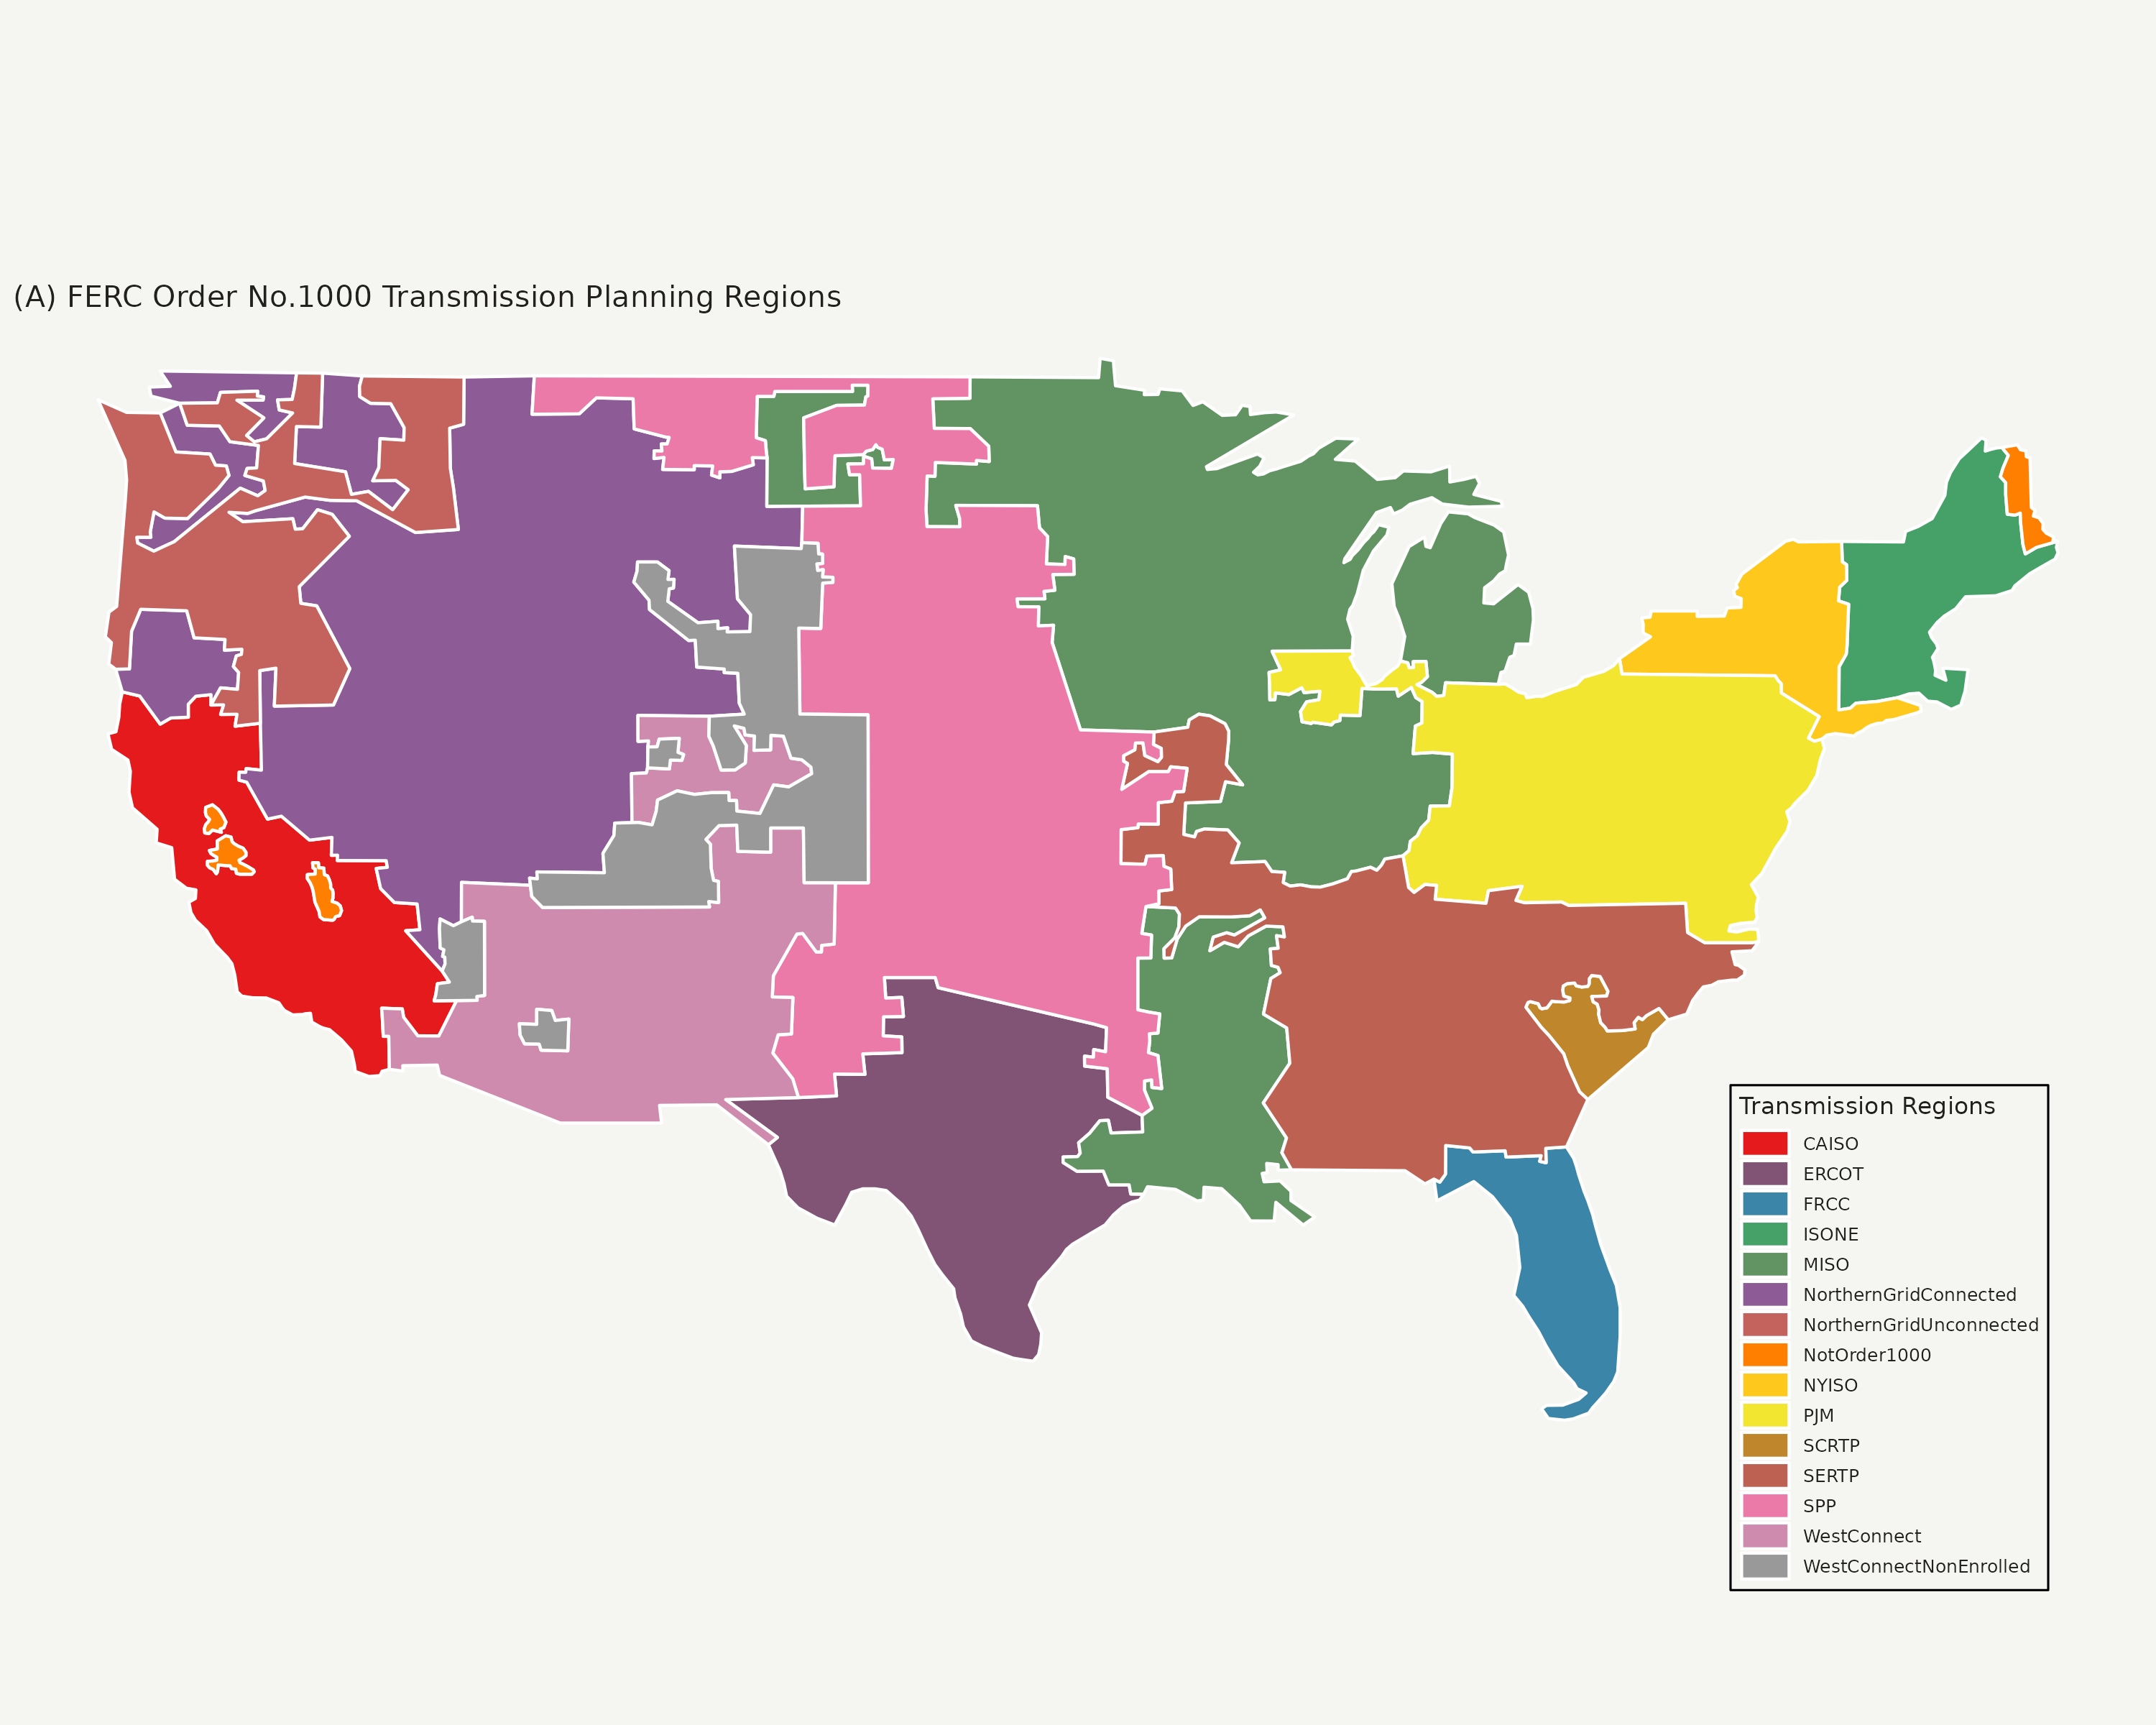 (A) FERC Order No.1000 Transmission Planning Regions
Transmission Regions
CAISO
ERCOT
FRCC
ISONE
MISO
NorthernGridConnected
NorthernGridUnconnected
NotOrder1000
NYISO
PJM
SCRTP
SERTP
SPP
WestConnect
WestConnectNonEnrolled